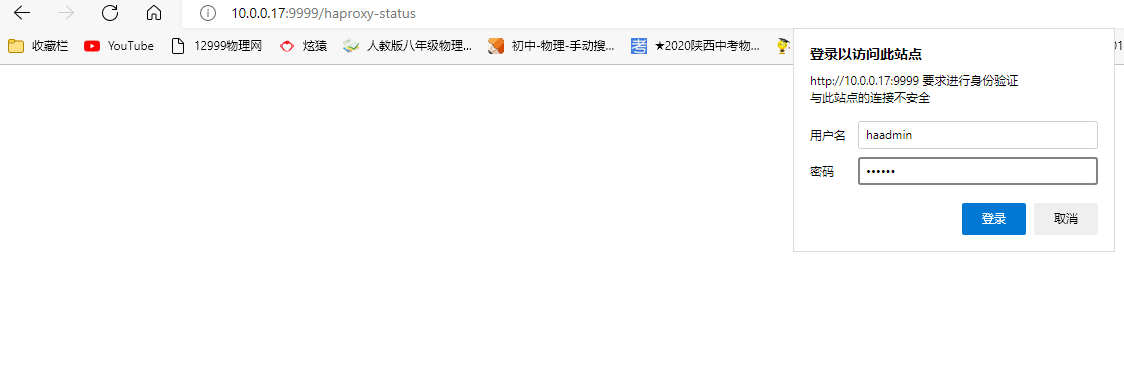 10.0.0.17:9999/haproxy-status
收藏栏
YouTube
12999物理网
炫猿
人教版八年级物理...
初中-物理-手动搜...
考
★2020陕西中考物...
01
登录以访问此站点
http://10.0.0.17:9999 要求进行身份验证
与此站点的连接不安全
用户名 haadmin
密码 ••••••
登录 取消